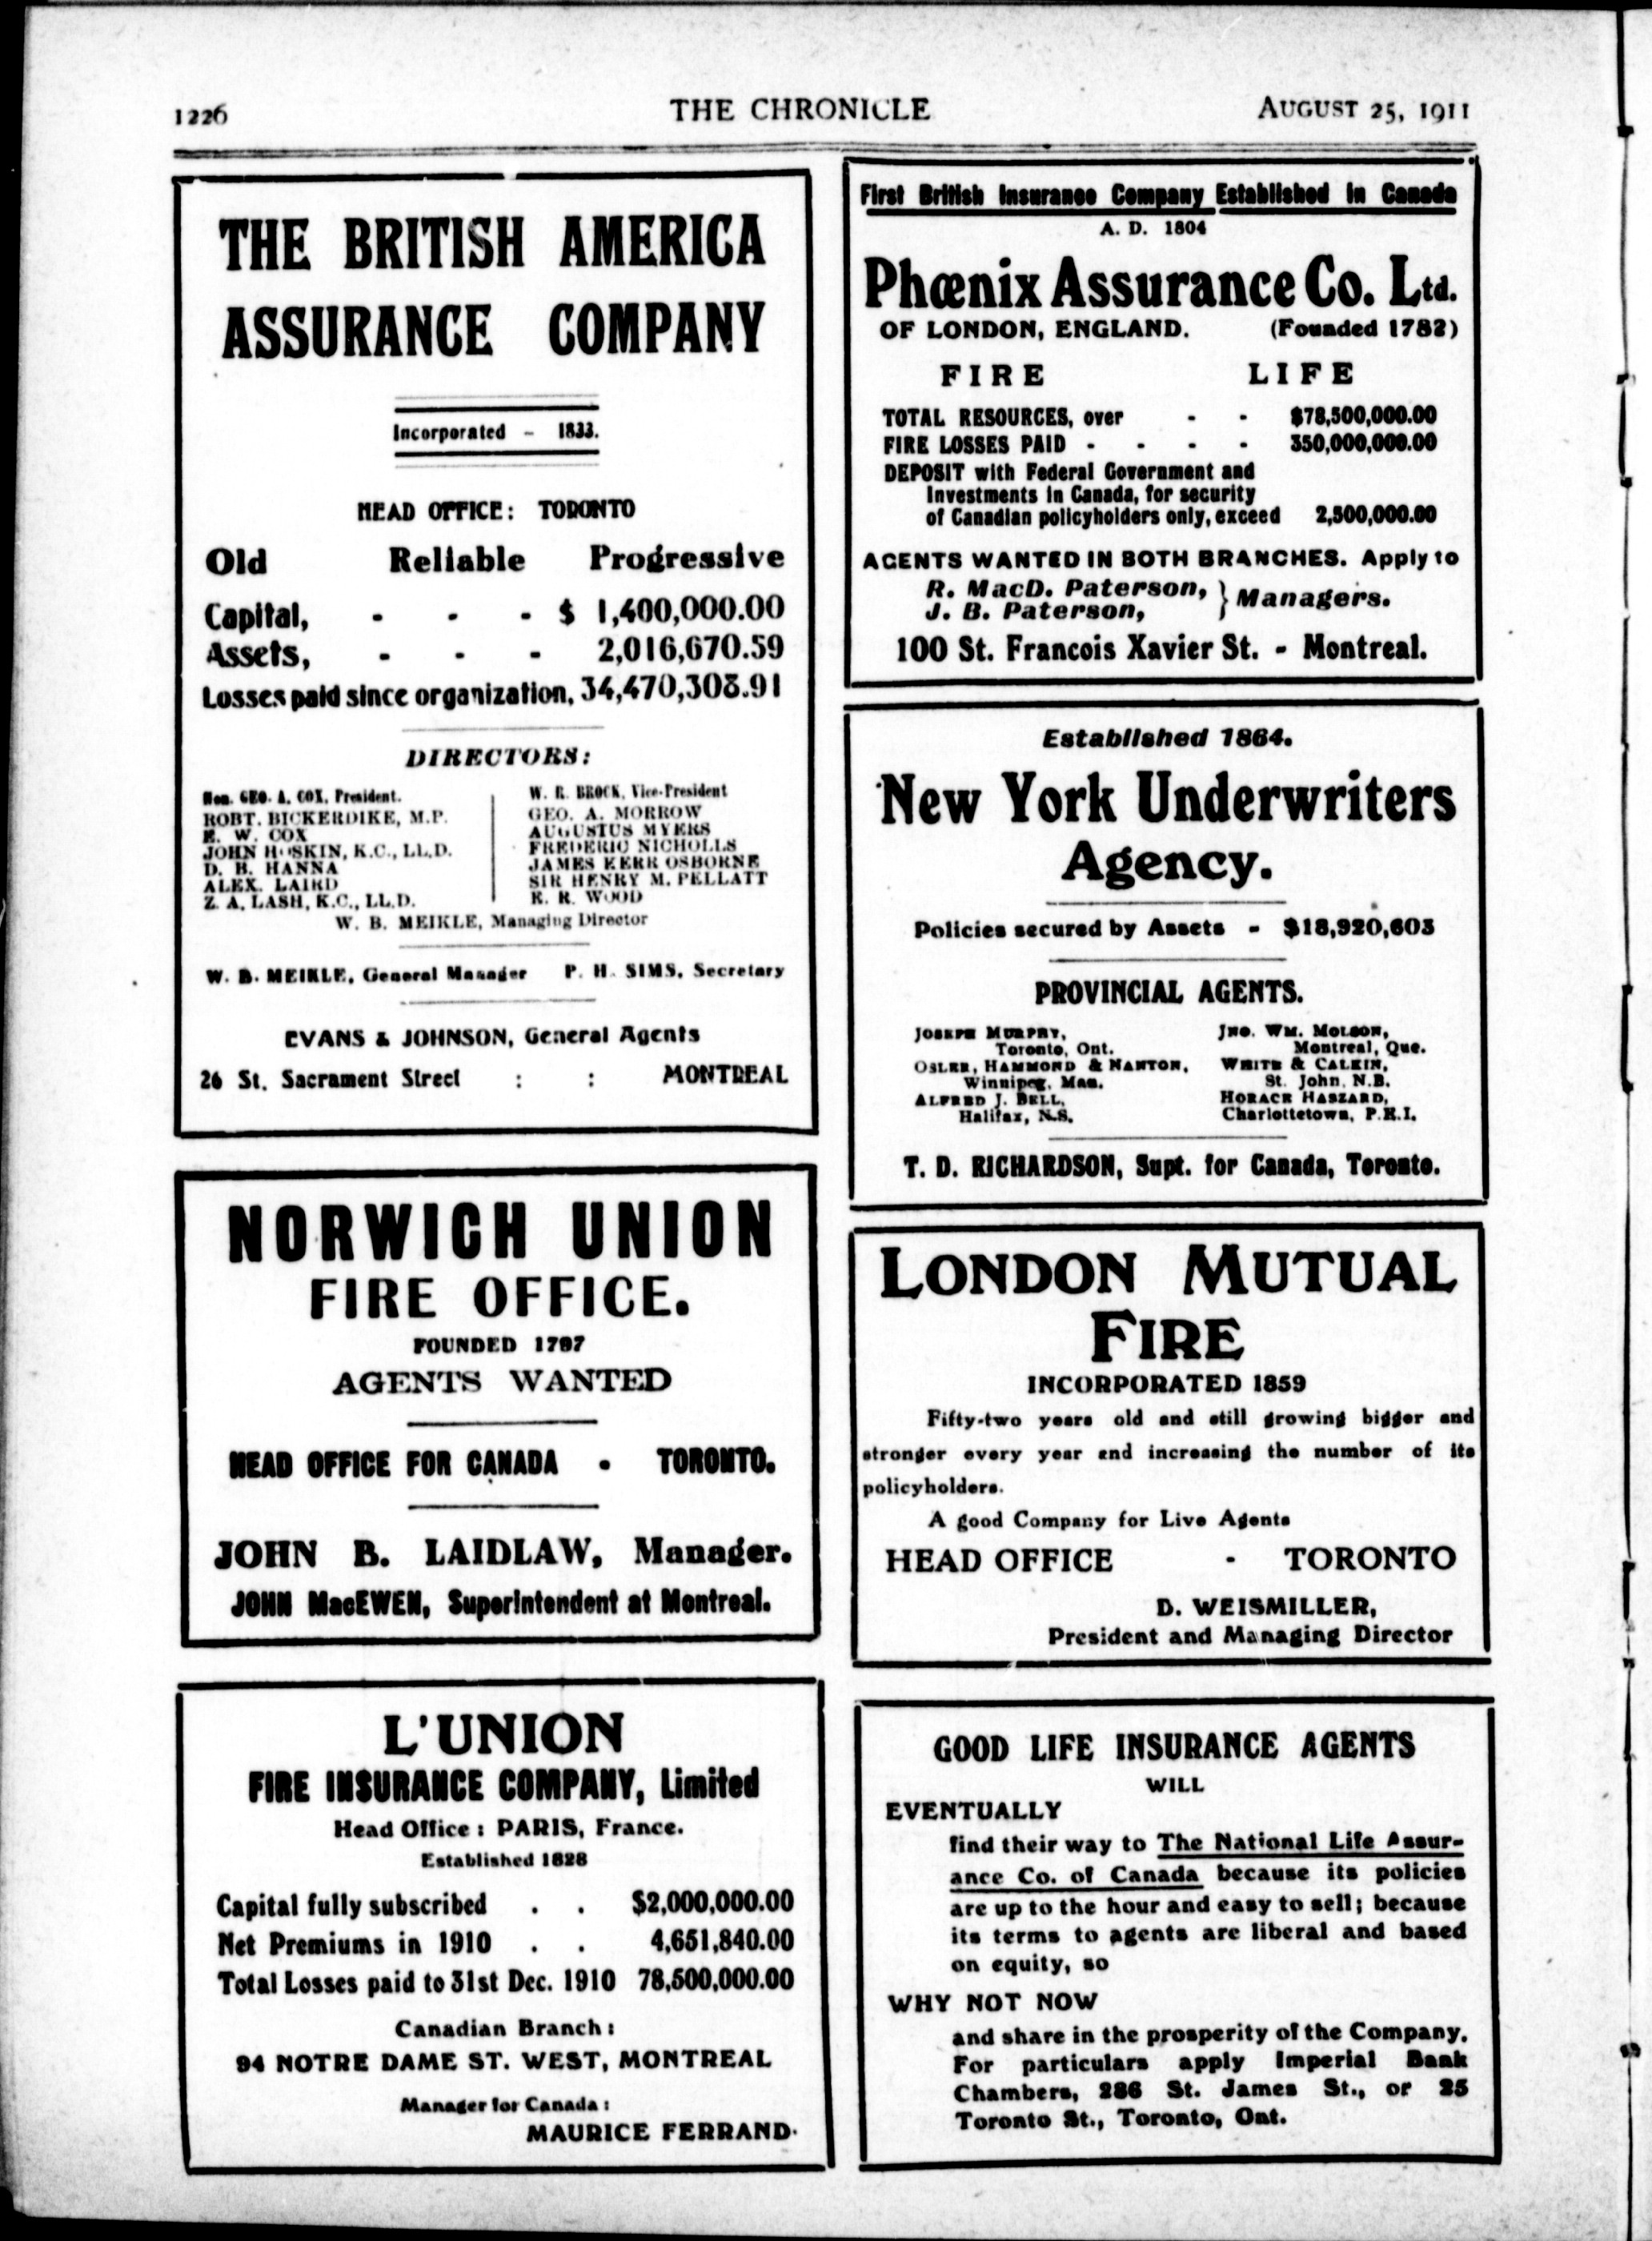 1226
THE CHRONICLE
AUGUST 25, 1911
THE BRITISH AMERICA
ASSURANCE COMPANY
Incorporated - 1833.
HEAD OFFICE: TORONTO
Old Reliable Progressive
Capital, - - - $ 1,400,000.00
Assets, - - - 2,016,670.59
Losses paid since organization, 34,470,308.91
DIRECTORS:
Hon. GEO. A. COX, President.
ROBT. BICKERDIKE, M.P.
E. W. COX
JOHN HOSKIN, K.C., LL.D.
D. B. HANNA
ALEX. LAIRD
Z. A. LASH, K.C., LL.D.
W. R. BROCK, Vice-President
GEO. A. MORROW
AUGUSTUS MYERS
FREDERIC NICHOLLS
JAMES KERR OSBORNE
SIR HENRY M. PELLATT
E. R. WOOD
W. B. MEIKLE, Managing Director
W. B. MEIKLE, General Manager P. H. SIMS, Secretary
EVANS & JOHNSON, General Agents
26 St. Sacrament Street : : MONTREAL
NORWICH UNION
FIRE OFFICE.
FOUNDED 1797
AGENTS WANTED
HEAD OFFICE FOR CANADA - TORONTO.
JOHN B. LAIDLAW, Manager.
JOHN MacEWEN, Superintendent at Montreal.
L'UNION
FIRE INSURANCE COMPANY, Limited
Head Office : PARIS, France.
Established 1828
Capital fully subscribed . . $2,000,000.00
Net Premiums in 1910 . . 4,651,840.00
Total Losses paid to 31st Dec. 1910 78,500,000.00
Canadian Branch :
94 NOTRE DAME ST. WEST, MONTREAL
Manager for Canada :
MAURICE FERRAND.
First British Insurance Company Established in Canada
A. D. 1804
Phœnix Assurance Co. Ltd.
OF LONDON, ENGLAND. (Founded 1782)
FIRE LIFE
TOTAL RESOURCES, over - - $78,500,000.00
FIRE LOSSES PAID - - - - 350,000,000.00
DEPOSIT with Federal Government and
Investments in Canada, for security
of Canadian policyholders only, exceed 2,500,000.00
AGENTS WANTED IN BOTH BRANCHES. Apply to
R. MacD. Paterson, } Managers.
J. B. Paterson,
100 St. Francois Xavier St. - Montreal.
Established 1864.
New York Underwriters
Agency.
Policies secured by Assets - $18,920,603
PROVINCIAL AGENTS.
JOSEPH MURPHY,
Toronto, Ont.
OSLER, HAMMOND & NANTON,
Winnipeg, Man.
ALFRED J. BELL,
Halifax, N.S.
JNO. WM. MOLSON,
Montreal, Que.
WHITE & CALKIN,
St. John, N.B.
HORACE HASZARD,
Charlottetown, P.E.I.
T. D. RICHARDSON, Supt. for Canada, Toronto.
LONDON MUTUAL
FIRE
INCORPORATED 1859
Fifty-two years old and still growing bigger and
stronger every year and increasing the number of its
policyholders.
A good Company for Live Agents
HEAD OFFICE - TORONTO
D. WEISMILLER,
President and Managing Director
GOOD LIFE INSURANCE AGENTS
WILL
EVENTUALLY
find their way to The National Life Assur-
ance Co. of Canada because its policies
are up to the hour and easy to sell; because
its terms to agents are liberal and based
on equity, so
WHY NOT NOW
and share in the prosperity of the Company.
For particulars apply Imperial Bank
Chambers, 286 St. James St., or 25
Toronto St., Toronto, Ont.